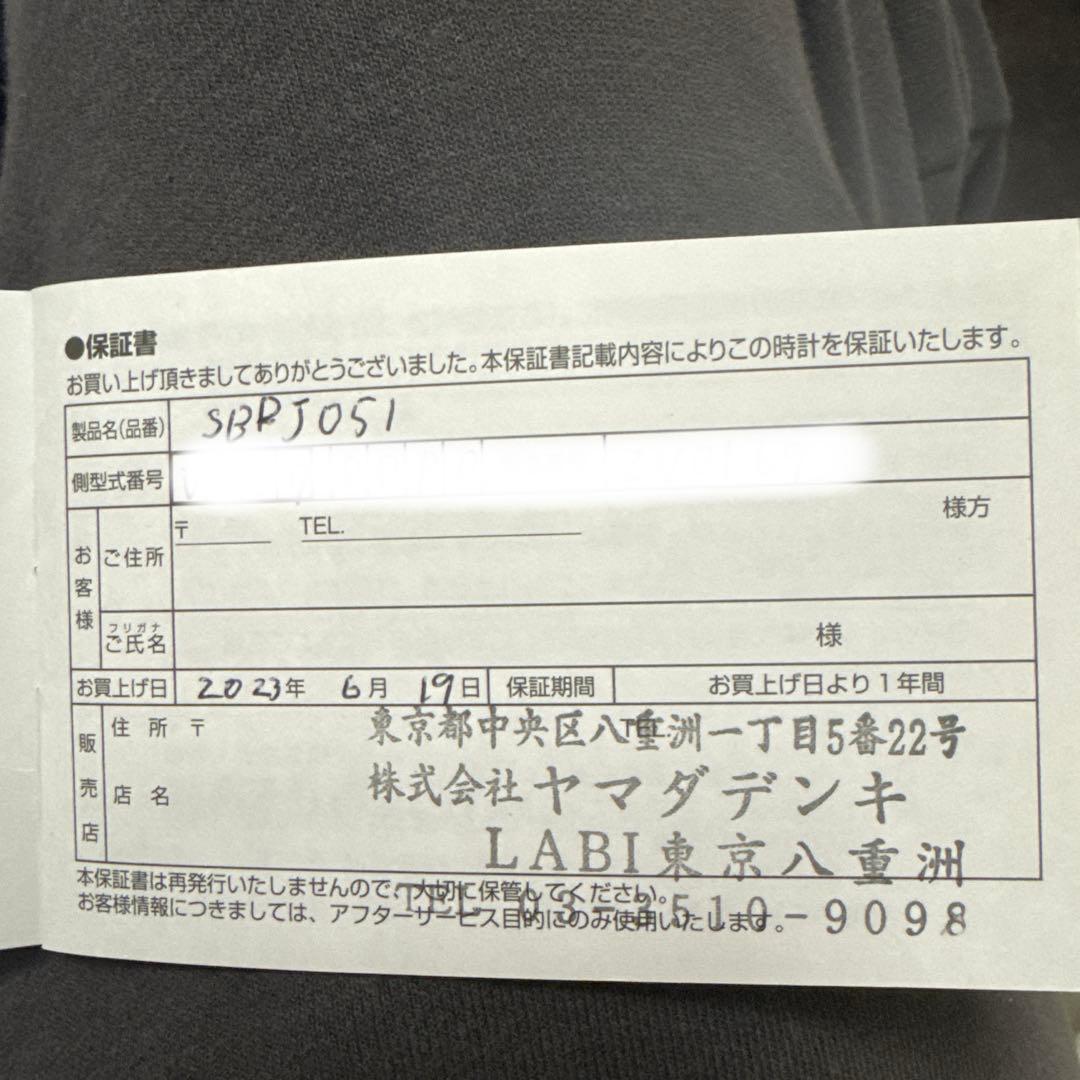 ●保証書
お買い上げ頂きましてありがとうございました。本保証書記載内容によりこの時計を保証いたします。
製品名(品番) SBPJ051
側型式番号
お客様
ご住所 〒 TEL. 様方
フリガナ
ご氏名 様
お買上げ日 2023年 6月 19日 保証期間 お買上げ日より1年間
販売店
住所 〒 東京都中央区八重洲一丁目5番22号
店名 株式会社ヤマダデンキ
LABI東京八重洲
本保証書は再発行いたしませんので、大切に保管してください。
お客様情報につきましては、アフターサービス目的にのみ使用いたします。
TEL 03-3510-9098